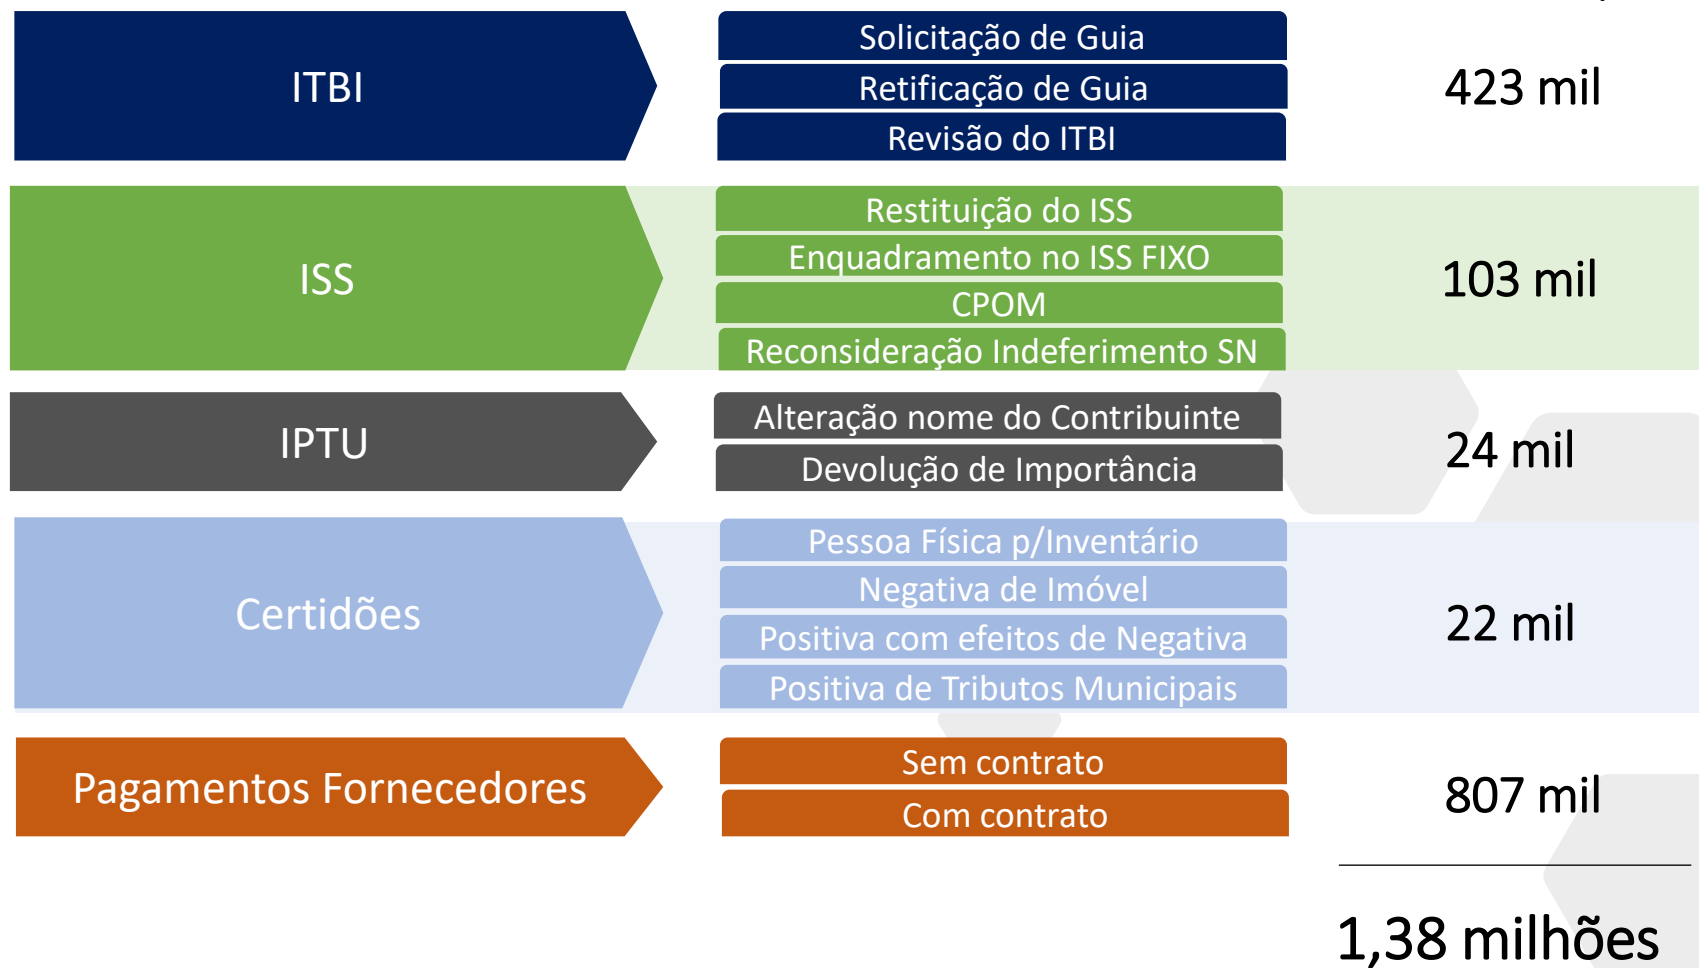 ITBI
Solicitação de Guia
Retificação de Guia
Revisão do ITBI
423 mil
ISS
Restituição do ISS
Enquadramento no ISS FIXO
CPOM
Reconsideração Indeferimento SN
103 mil
IPTU
Alteração nome do Contribuinte
Devolução de Importância
24 mil
Certidões
Pessoa Física p/Inventário
Negativa de Imóvel
Positiva com efeitos de Negativa
Positiva de Tributos Municipais
22 mil
Pagamentos Fornecedores
Sem contrato
Com contrato
807 mil
1,38 milhões